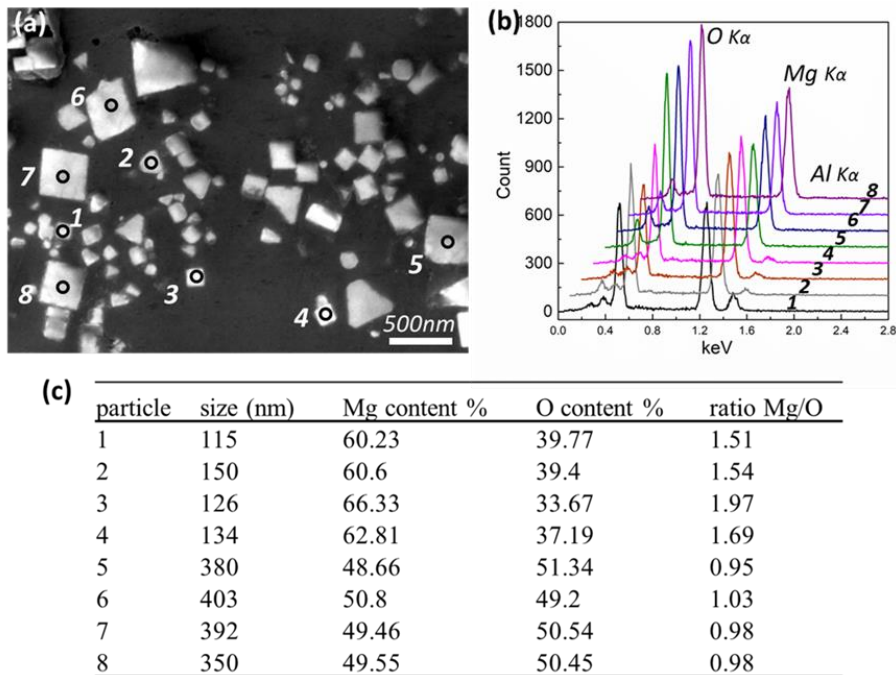 (a)
6
2
7
1
5
3
8
4
500nm
(b)
1800
1500
1200
900
600
300
0
Count
O Kα
Mg Kα
Al Kα
8
7
6
5
4
3
2
1
0.0 0.4 0.8 1.2 1.6 2.0 2.4 2.8
keV
(c)
particle size (nm) Mg content % O content % ratio Mg/O
1 115 60.23 39.77 1.51
2 150 60.6 39.4 1.54
3 126 66.33 33.67 1.97
4 134 62.81 37.19 1.69
5 380 48.66 51.34 0.95
6 403 50.8 49.2 1.03
7 392 49.46 50.54 0.98
8 350 49.55 50.45 0.98